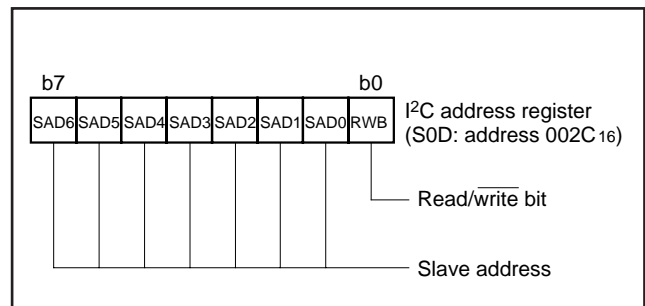 b7 b0
SAD6 SAD5 SAD4 SAD3 SAD2 SAD1 SAD0 RWB
I²C address register
(S0D: address 002C₁₆)
Read/w̅r̅i̅t̅e̅ bit
Slave address